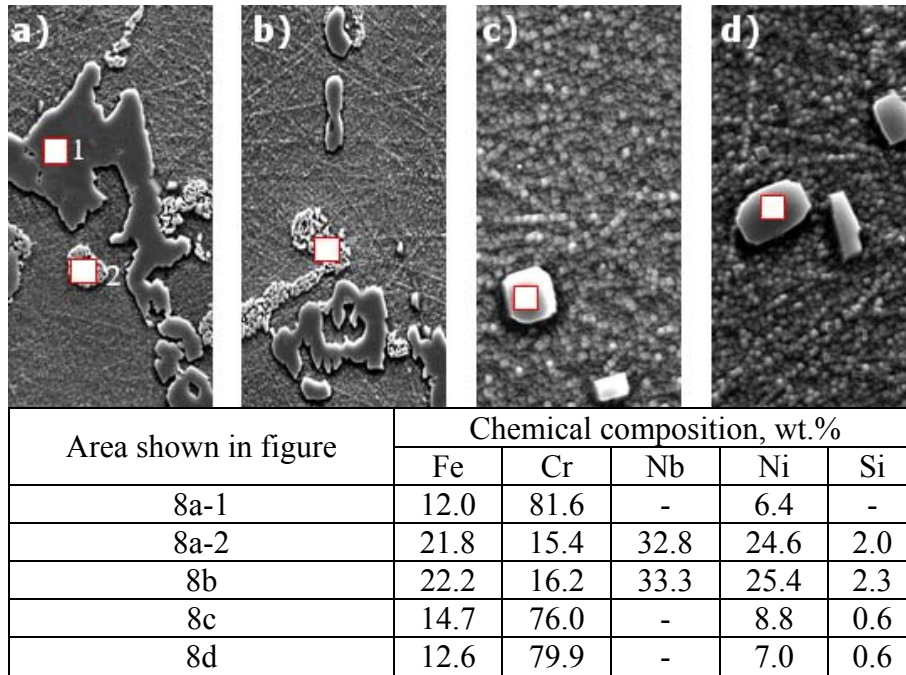 a) b) c) d)
1
2
Area shown in figure Chemical composition, wt.%
Fe Cr Nb Ni Si
8a-1 12.0 81.6 - 6.4 -
8a-2 21.8 15.4 32.8 24.6 2.0
8b 22.2 16.2 33.3 25.4 2.3
8c 14.7 76.0 - 8.8 0.6
8d 12.6 79.9 - 7.0 0.6